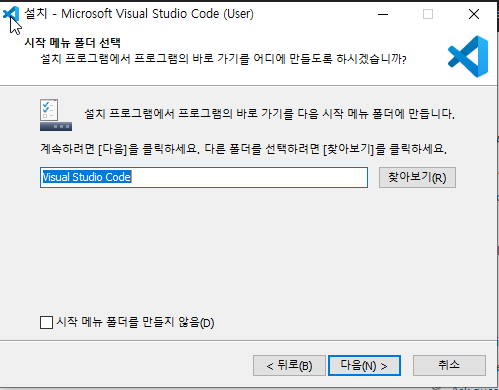 설치 - Microsoft Visual Studio Code (User)
시작 메뉴 폴더 선택
설치 프로그램에서 프로그램의 바로 가기를 어디에 만들도록 하시겠습니까?
설치 프로그램에서 프로그램의 바로 가기를 다음 시작 메뉴 폴더에 만듭니다.
계속하려면 [다음]을 클릭하세요. 다른 폴더를 선택하려면 [찾아보기]를 클릭하세요.
Visual Studio Code
찾아보기(R)
시작 메뉴 폴더를 만들지 않음(D)
< 뒤로(B)
다음(N) >
취소